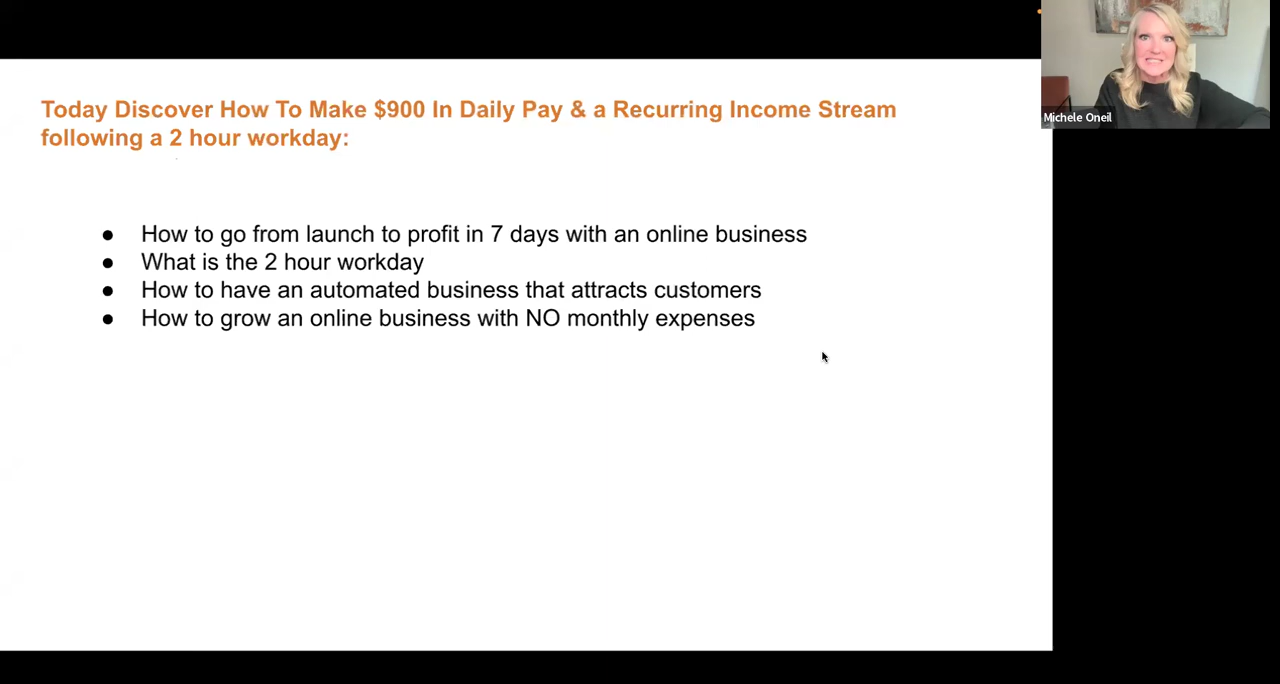 Today Discover How To Make $900 In Daily Pay & a Recurring Income Stream
following a 2 hour workday:
● How to go from launch to profit in 7 days with an online business
● What is the 2 hour workday
● How to have an automated business that attracts customers
● How to grow an online business with NO monthly expenses
Michele Oneil